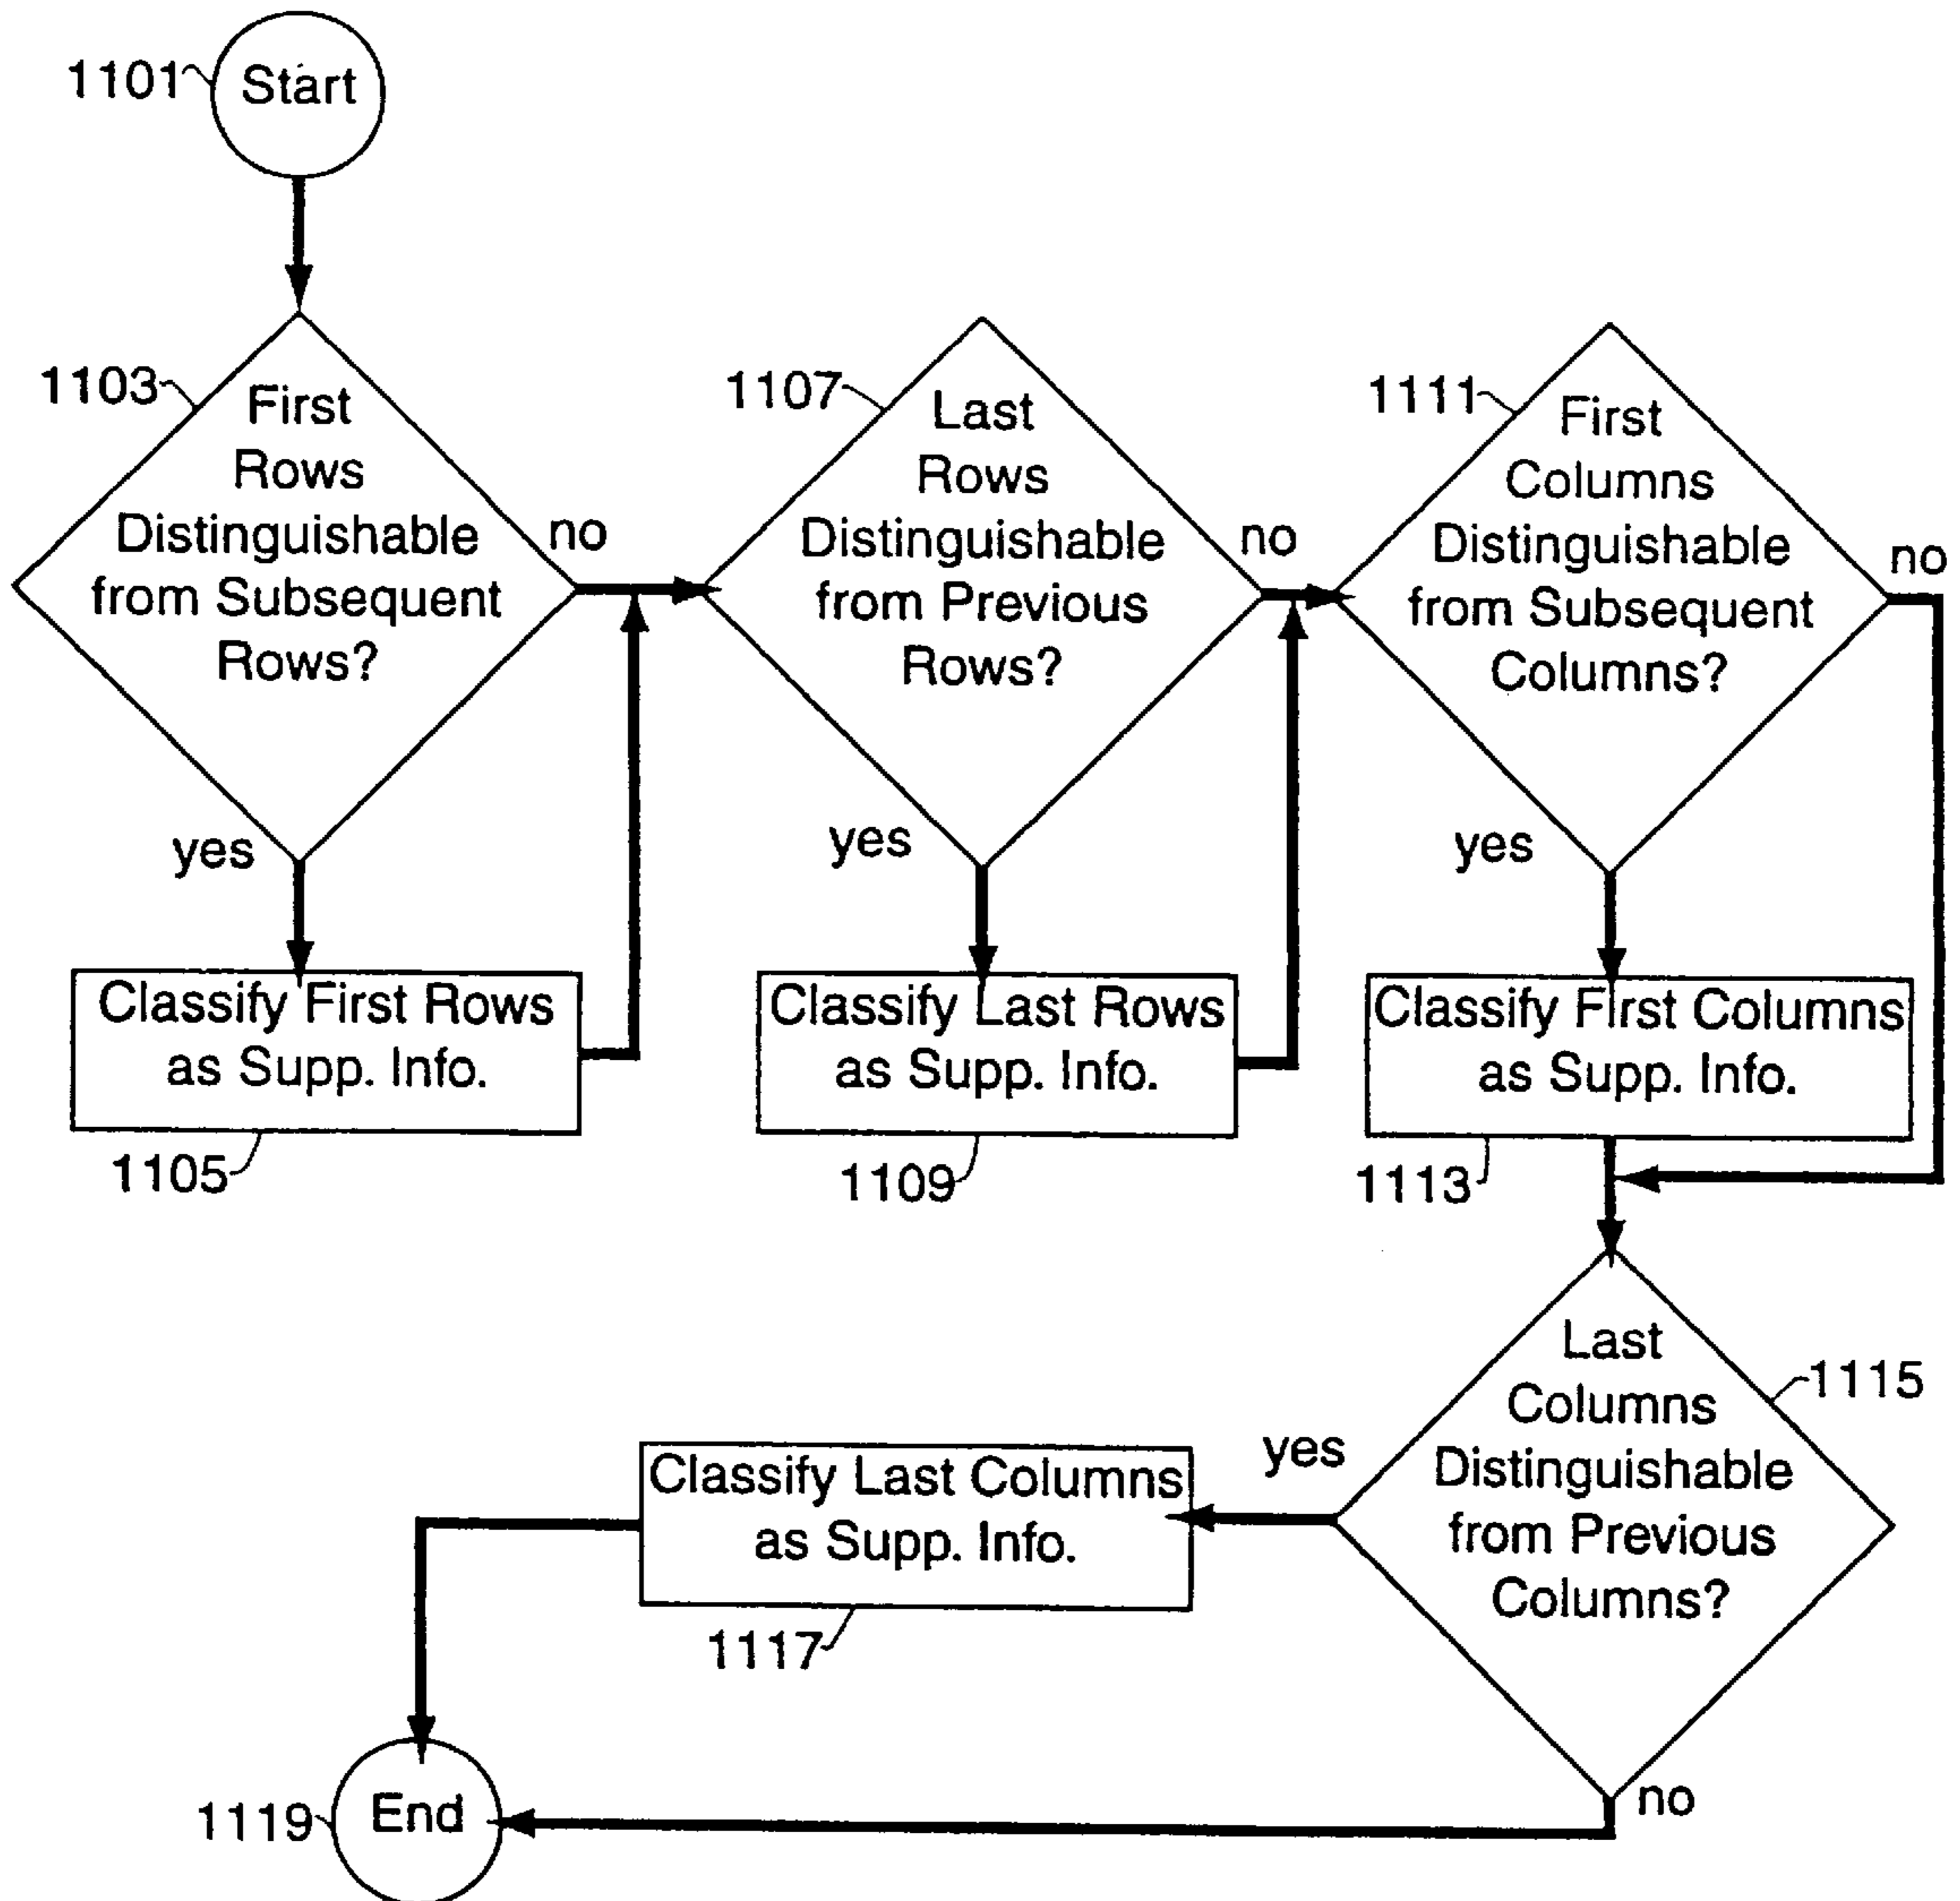 1101
Start
1103
First
Rows
Distinguishable
from Subsequent
Rows?
no
yes
Classify First Rows
as Supp. Info.
1105
1107
Last
Rows
Distinguishable
from Previous
Rows?
no
yes
Classify Last Rows
as Supp. Info.
1109
1111
First
Columns
Distinguishable
from Subsequent
Columns?
no
yes
Classify First Columns
as Supp. Info.
1113
Last
Columns
Distinguishable
from Previous
Columns?
1115
yes
no
Classify Last Columns
as Supp. Info.
1117
1119
End